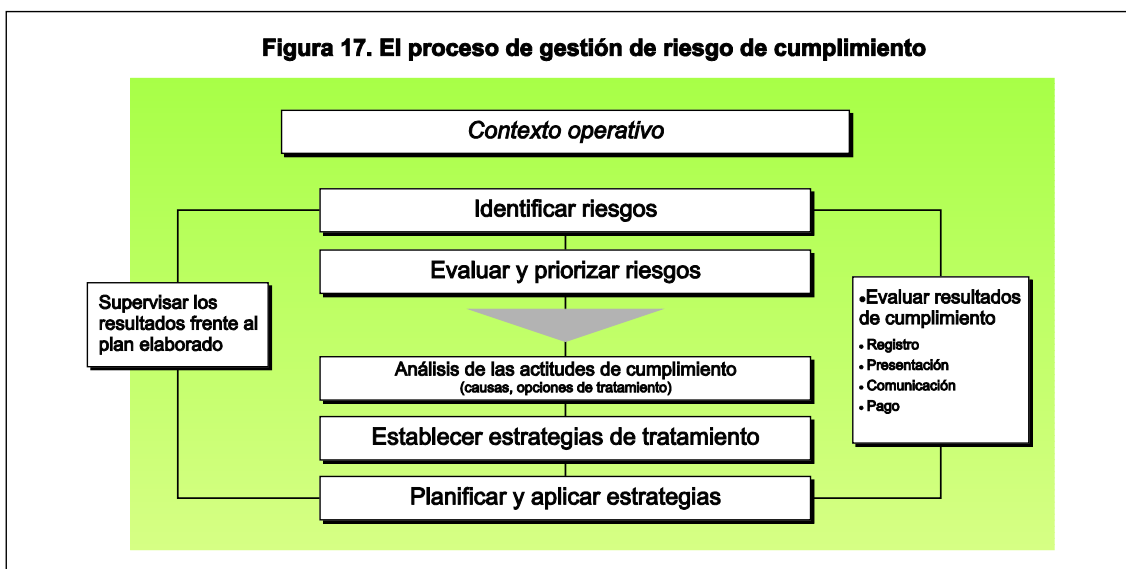 Figura 17. El proceso de gestión de riesgo de cumplimiento
Contexto operativo
Identificar riesgos
Evaluar y priorizar riesgos
Supervisar los
resultados frente al
plan elaborado
•Evaluar resultados
de cumplimiento
• Registro
• Presentación
• Comunicación
• Pago
Análisis de las actitudes de cumplimiento
(causas, opciones de tratamiento)
Establecer estrategias de tratamiento
Planificar y aplicar estrategias